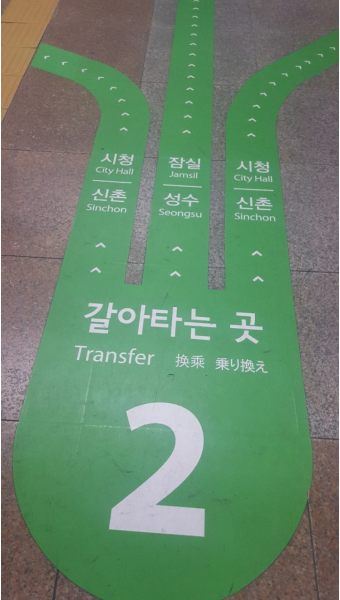 시청
City Hall
신촌
Sinchon
잠실
Jamsil
성수
Seongsu
시청
City Hall
신촌
Sinchon
갈아타는 곳
Transfer 换乘 乗り換え
2